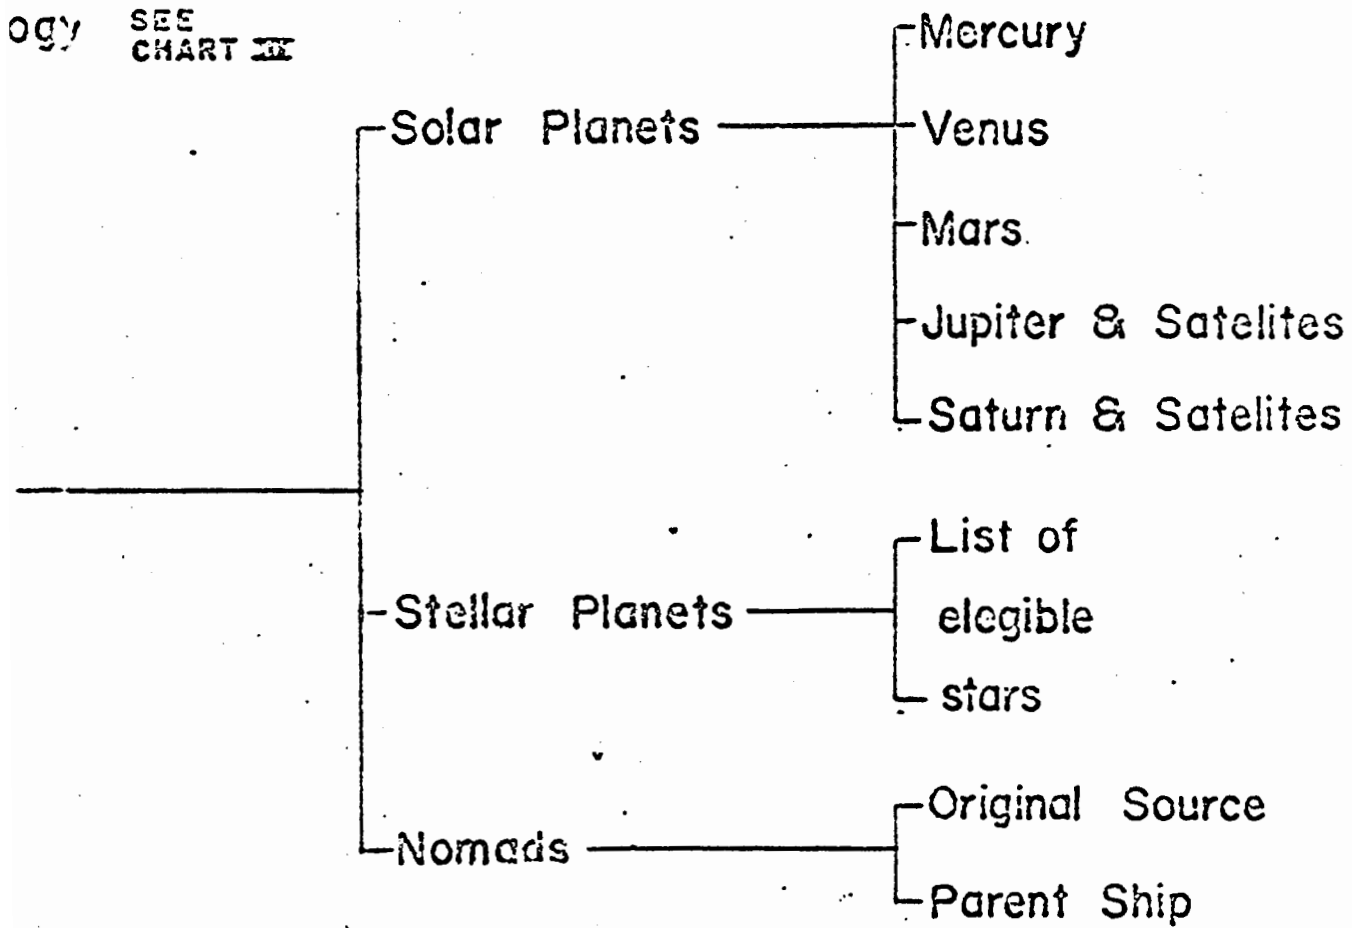 ogy SEE
CHART
Mercury
Solar Planets
Venus
Mars
Jupiter & Satelites
Saturn & Satelites
List of
Stellar Planets
elegible
stars
Original Source
Nomads
Parent Ship